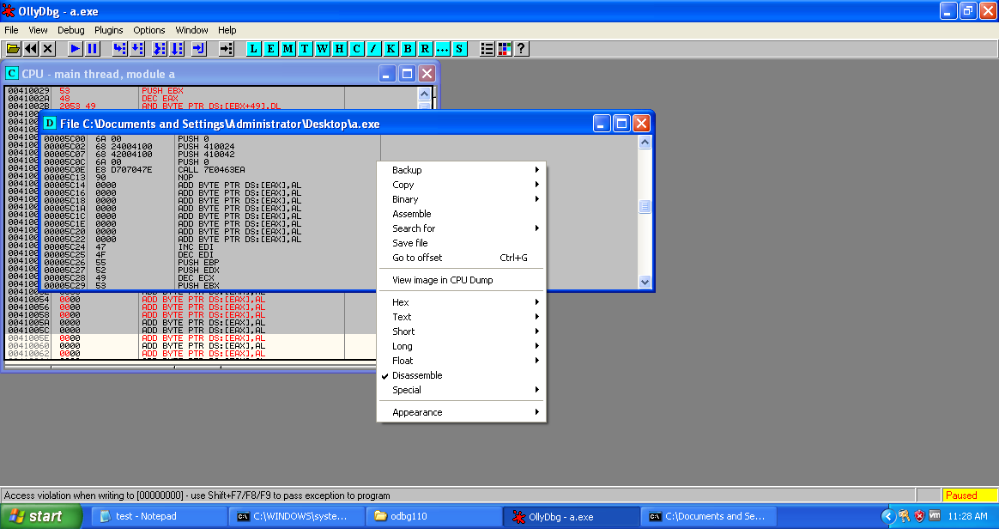 OllyDbg - a.exe
File View Debug Plugins Options Window Help
L E M T W H C / K B R ... S ?
C CPU - main thread, module a
00410029 53 PUSH EBX
0041002A 48 DEC EAX
0041002B 2053 49 AND BYTE PTR DS:[EBX+49],DL
D File C:\Documents and Settings\Administrator\Desktop\a.exe
00005C00 6A 00 PUSH 0
00005C02 68 24004100 PUSH 410024
00005C07 68 42004100 PUSH 410042
00005C0C 6A 00 PUSH 0
00005C0E E8 D707047E CALL 7E0463EA
00005C13 90 NOP
00005C14 0000 ADD BYTE PTR DS:[EAX],AL
00005C16 0000 ADD BYTE PTR DS:[EAX],AL
00005C18 0000 ADD BYTE PTR DS:[EAX],AL
00005C1A 0000 ADD BYTE PTR DS:[EAX],AL
00005C1C 0000 ADD BYTE PTR DS:[EAX],AL
00005C1E 0000 ADD BYTE PTR DS:[EAX],AL
00005C20 0000 ADD BYTE PTR DS:[EAX],AL
00005C22 0000 ADD BYTE PTR DS:[EAX],AL
00005C24 47 INC EDI
00005C25 4F DEC EDI
00005C26 55 PUSH EBP
00005C27 52 PUSH EDX
00005C28 49 DEC ECX
00005C29 53 PUSH EBX
00410054 0000 ADD BYTE PTR DS:[EAX],AL
00410056 0000 ADD BYTE PTR DS:[EAX],AL
00410058 0000 ADD BYTE PTR DS:[EAX],AL
0041005A 0000 ADD BYTE PTR DS:[EAX],AL
0041005C 0000 ADD BYTE PTR DS:[EAX],AL
0041005E 0000 ADD BYTE PTR DS:[EAX],AL
00410060 0000 ADD BYTE PTR DS:[EAX],AL
00410062 0000 ADD BYTE PTR DS:[EAX],AL
Backup
Copy
Binary
Assemble
Search for
Save file
Go to offset Ctrl+G
View image in CPU Dump
Hex
Text
Short
Long
Float
Disassemble
Special
Appearance
Access violation when writing to [00000000] - use Shift+F7/F8/F9 to pass exception to program Paused
start test - Notepad C:\WINDOWS\syste... odbg110 OllyDbg - a.exe C:\Documents and Se... 11:28 AM